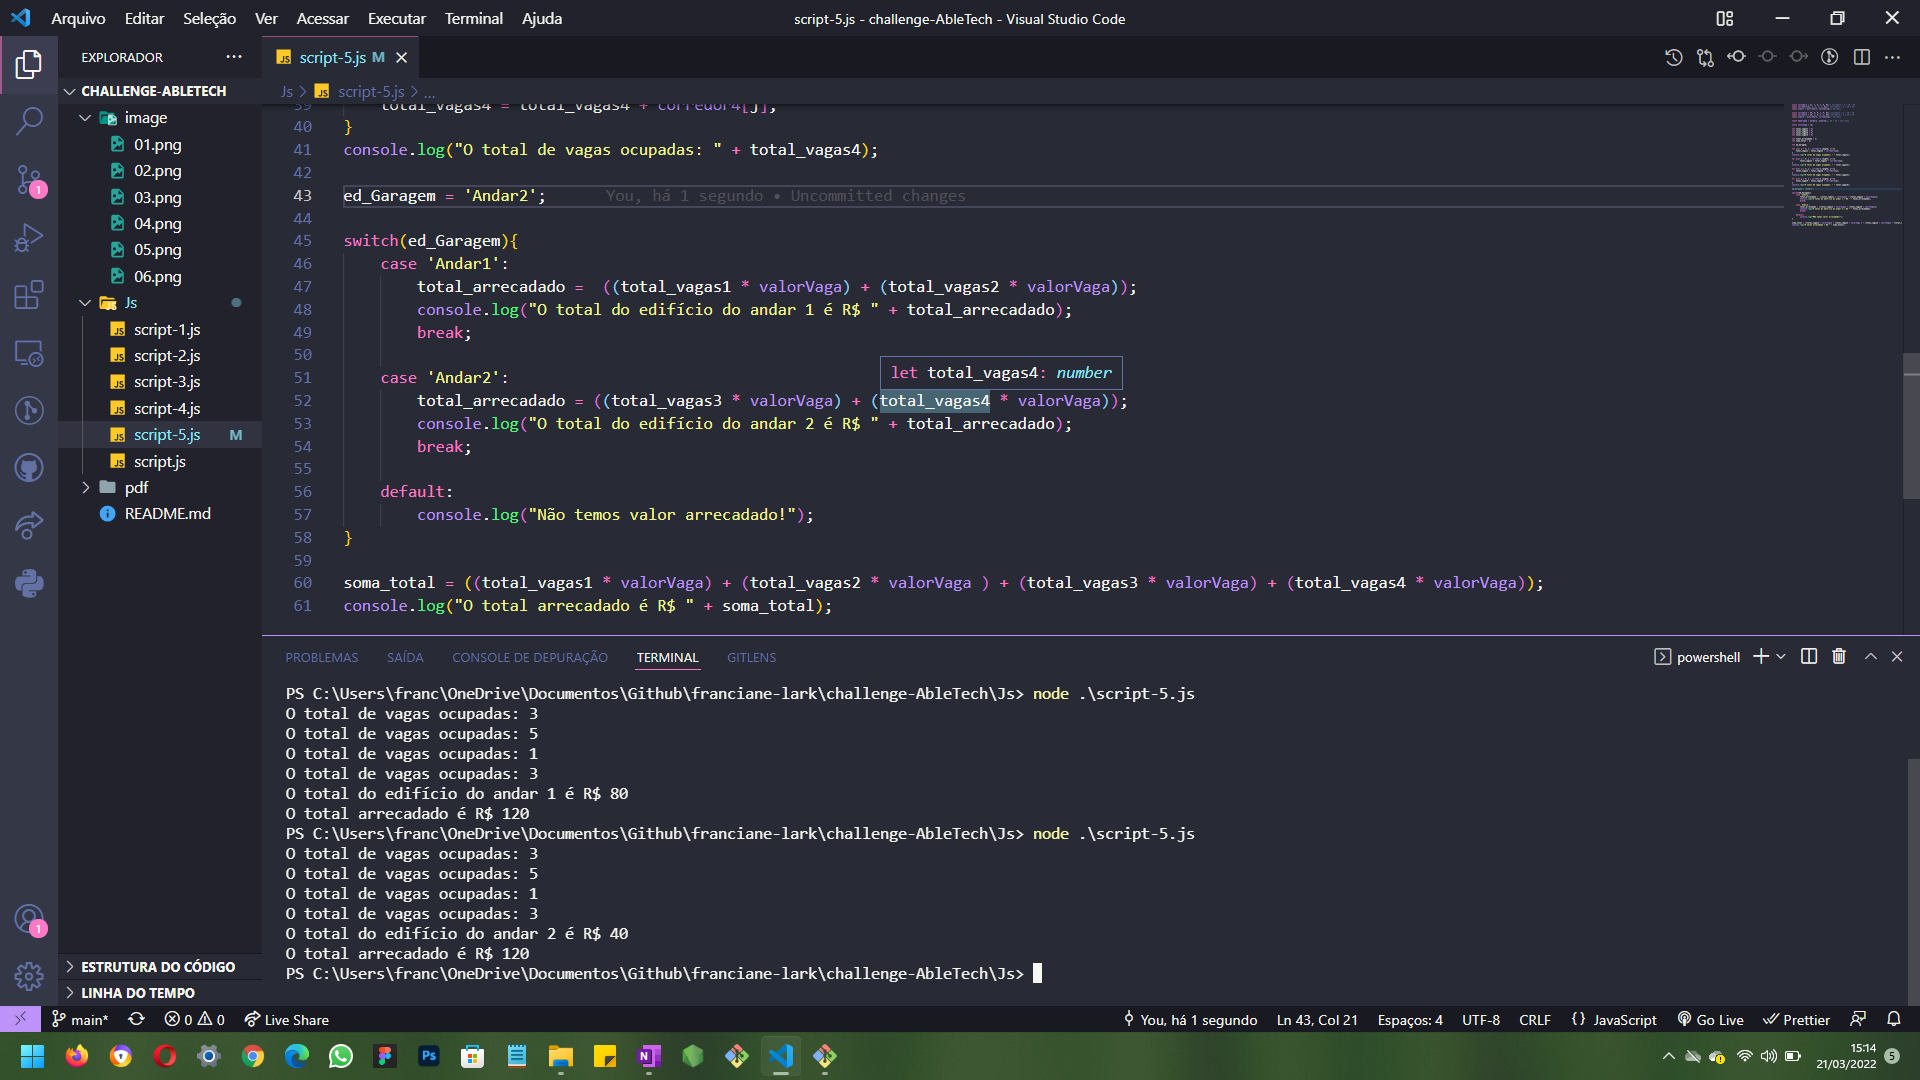 Arquivo Editar Seleção Ver Acessar Executar Terminal Ajuda
script-5.js - challenge-AbleTech - Visual Studio Code
EXPLORADOR
script-5.js M
CHALLENGE-ABLETECH
image
01.png
02.png
03.png
04.png
05.png
06.png
Js
script-1.js
script-2.js
script-3.js
script-4.js
script-5.js M
script.js
pdf
README.md
ESTRUTURA DO CÓDIGO
LINHA DO TEMPO
Js > script-5.js > ...
39 total_vagas4 = total_vagas4 + corredor4[j];
40 }
41 console.log("O total de vagas ocupadas: " + total_vagas4);
42
43 ed_Garagem = 'Andar2'; You, há 1 segundo • Uncommitted changes
44
45 switch(ed_Garagem){
46 case 'Andar1':
47 total_arrecadado =  ((total_vagas1 * valorVaga) + (total_vagas2 * valorVaga));
48 console.log("O total do edifício do andar 1 é R$ " + total_arrecadado);
49 break;
50
51 case 'Andar2':
let total_vagas4: number
52 total_arrecadado = ((total_vagas3 * valorVaga) + (total_vagas4 * valorVaga));
53 console.log("O total do edifício do andar 2 é R$ " + total_arrecadado);
54 break;
55
56 default:
57 console.log("Não temos valor arrecadado!");
58 }
59
60 soma_total = ((total_vagas1 * valorVaga) + (total_vagas2 * valorVaga ) + (total_vagas3 * valorVaga) + (total_vagas4 * valorVaga));
61 console.log("O total arrecadado é R$ " + soma_total);
PROBLEMAS SAÍDA CONSOLE DE DEPURAÇÃO TERMINAL GITLENS
powershell
PS C:\Users\franc\OneDrive\Documentos\Github\franciane-lark\challenge-AbleTech\Js> node .\script-5.js
O total de vagas ocupadas: 3
O total de vagas ocupadas: 5
O total de vagas ocupadas: 1
O total de vagas ocupadas: 3
O total do edifício do andar 1 é R$ 80
O total arrecadado é R$ 120
PS C:\Users\franc\OneDrive\Documentos\Github\franciane-lark\challenge-AbleTech\Js> node .\script-5.js
O total de vagas ocupadas: 3
O total de vagas ocupadas: 5
O total de vagas ocupadas: 1
O total de vagas ocupadas: 3
O total do edifício do andar 2 é R$ 40
O total arrecadado é R$ 120
PS C:\Users\franc\OneDrive\Documentos\Github\franciane-lark\challenge-AbleTech\Js>
main* 0 0 Live Share
You, há 1 segundo Ln 43, Col 21 Espaços: 4 UTF-8 CRLF {} JavaScript Go Live Prettier
15:14
21/03/2022
5